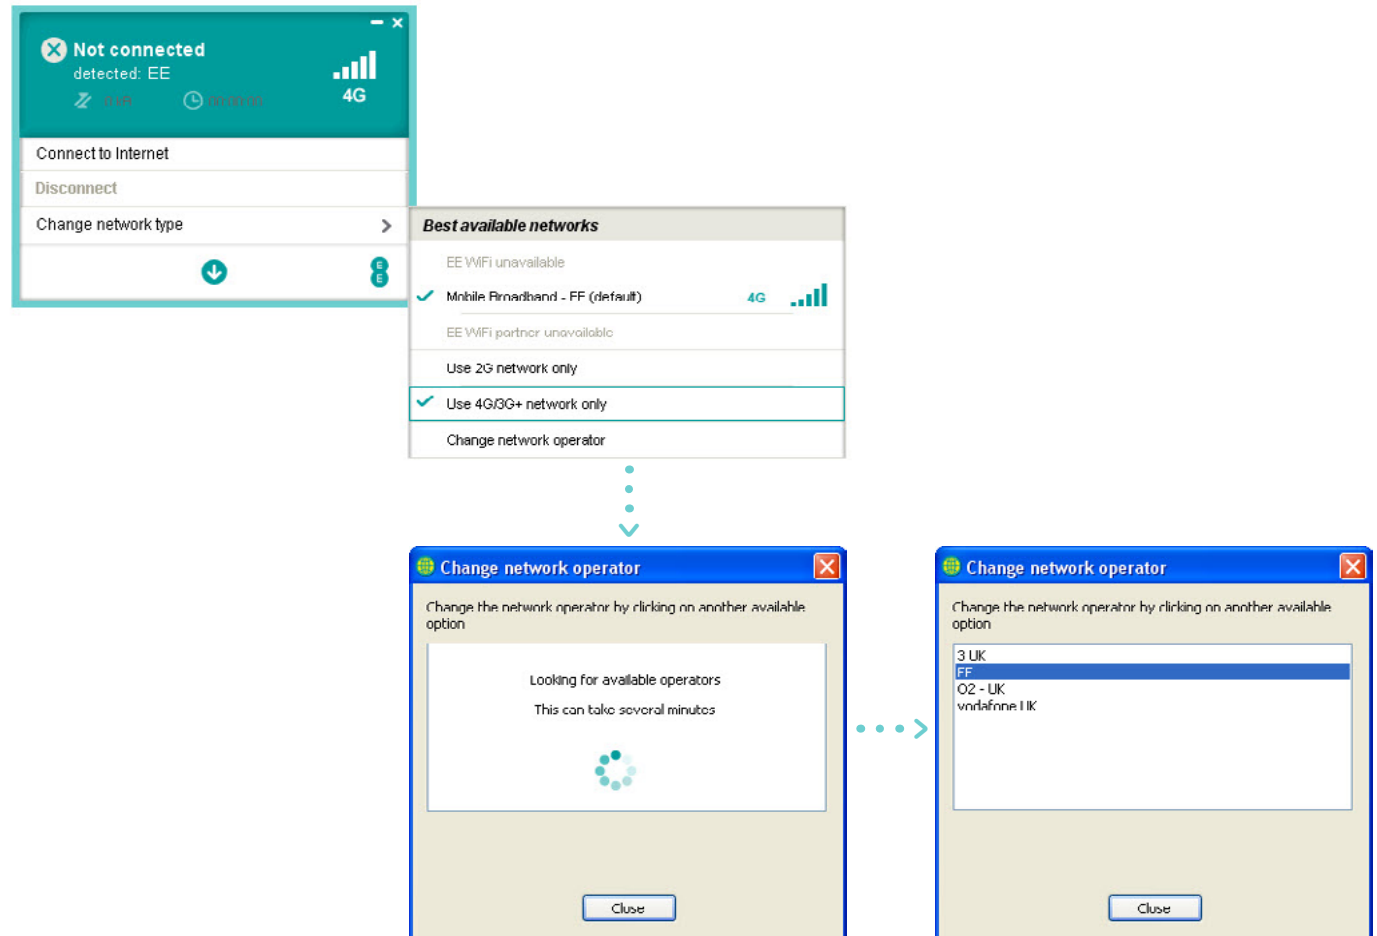 Not connected
detected: EE
00:00:00
4G
Connect to Internet
Disconnect
Change network type
E
E
Best available networks
EE WiFi unavailable
Mobile Broadband - EE (default) 4G
EE WiFi partner unavailable
Use 2G network only
Use 4G/3G+ network only
Change network operator
Change network operator
Change the network operator by clicking on another available
option
Looking for available operators
This can take several minutes
Close
Change network operator
Change the network operator by clicking on another available
option
3 UK
EE
O2 - UK
vodafone UK
Close